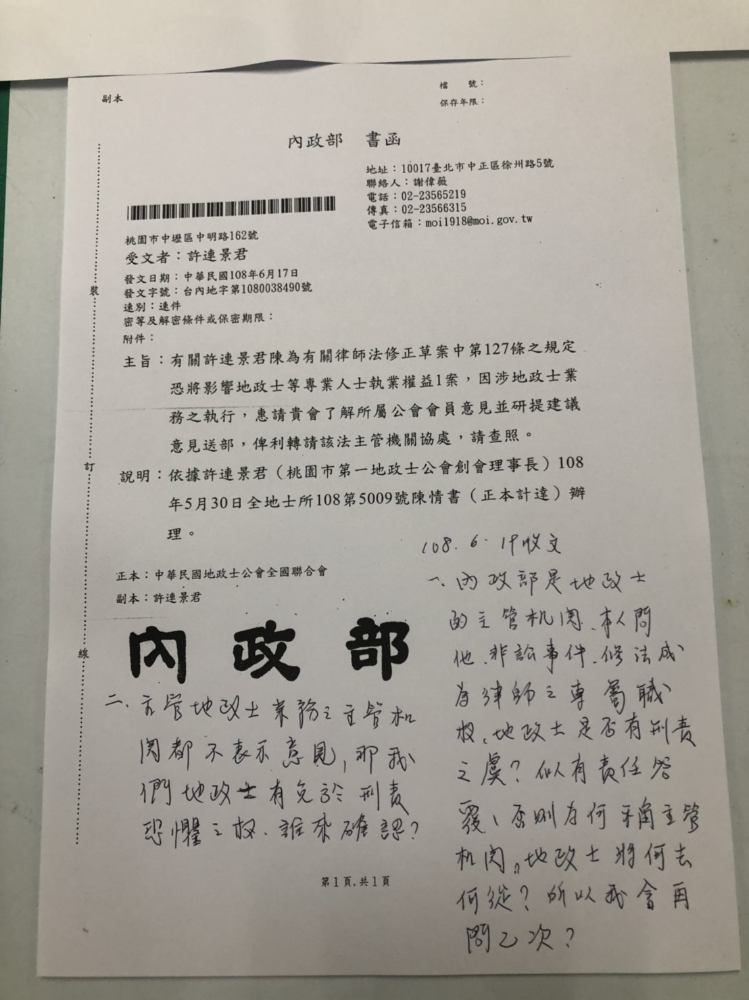 副本
檔　　號：
保存年限：
內政部　書函
地址：10017臺北市中正區徐州路5號
聯絡人：謝偉薇
電話：02-23565219
傳真：02-23566315
電子信箱：moi1918@moi.gov.tw
桃園市中壢區中明路162號
受文者：許連景君
發文日期：中華民國108年6月17日
發文字號：台內地字第1080038490號
速別：速件
密等及解密條件或保密期限：
附件：
主旨：有關許連景君陳為有關律師法修正草案中第127條之規定
恐將影響地政士等專業人士執業權益1案，因涉地政士業
務之執行，惠請貴會了解所屬公會會員意見並研提建議
意見送部，俾利轉請該法主管機關協處，請查照。
說明：依據許連景君（桃園市第一地政士公會創會理事長）108
年5月30日全地士所108第5009號陳情書（正本計達）辦
理。
正本：中華民國地政士公會全國聯合會
副本：許連景君
內政部
裝
訂
線
108.6.19收文
一、內政部是地政士
的主管机関、本人問
他、非訟事件、修法成
為律師之專屬職
权、地政士是否有刑責
之虞？似有責任答
覆、否則為何 主管
机関。地政士將何去
何從？所以我會再
問乙次？
二、主管地政士業務之主管机
関都不表示意見，那我
們地政士有免於刑責
恐懼之权、誰來確認？
第1頁，共1頁